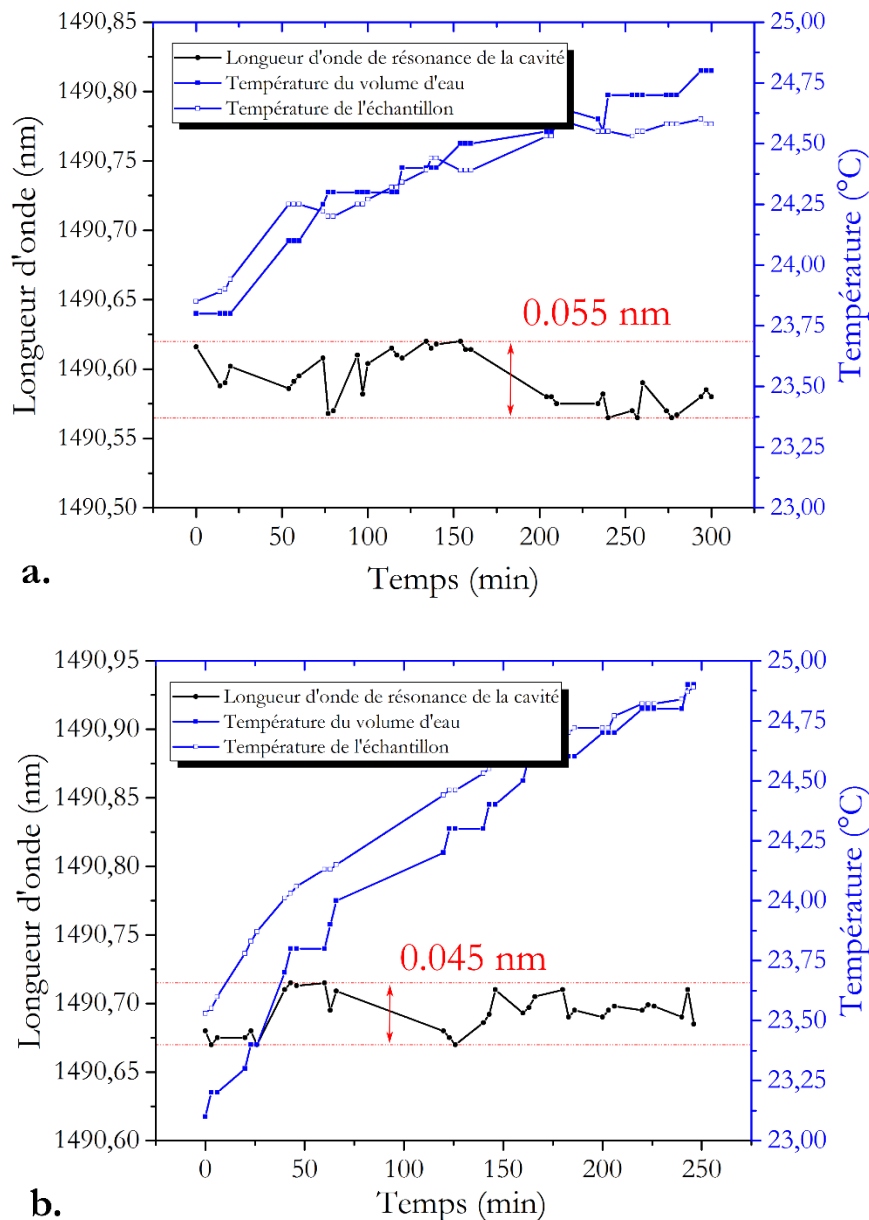 1490,85
1490,80
1490,75
1490,70
1490,65
1490,60
1490,55
1490,50
Longueur d'onde (nm)
Longueur d'onde de résonance de la cavité
Température du volume d'eau
Température de l'échantillon
0.055 nm
25,00
24,75
24,50
24,25
24,00
23,75
23,50
23,25
23,00
Température (°C)
0 50 100 150 200 250 300
Temps (min)
a.
1490,95
1490,90
1490,85
1490,80
1490,75
1490,70
1490,65
1490,60
Longueur d'onde (nm)
Longueur d'onde de résonance de la cavité
Température du volume d'eau
Température de l'échantillon
0.045 nm
25,00
24,75
24,50
24,25
24,00
23,75
23,50
23,25
23,00
Température (°C)
0 50 100 150 200 250
Temps (min)
b.